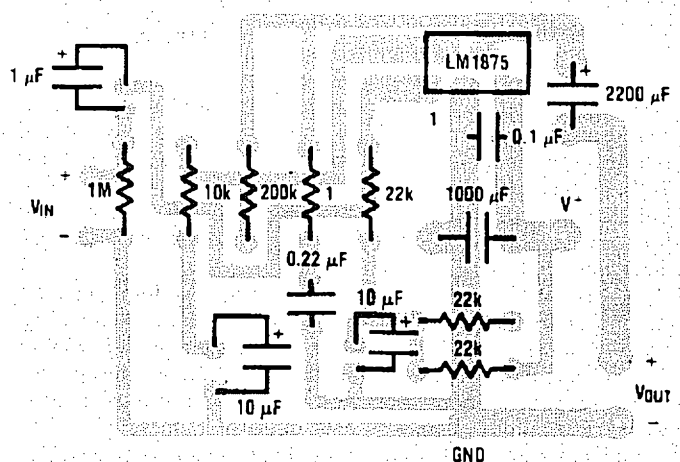 +
1 µF
LM1875
+
2200 µF
1
0.1 µF
+
VIN
−
1M
10k
200k
1
22k
1000 µF
V+
0.22 µF
+
10 µF
10 µF
+
22k
22k
+
VOUT
−
GND